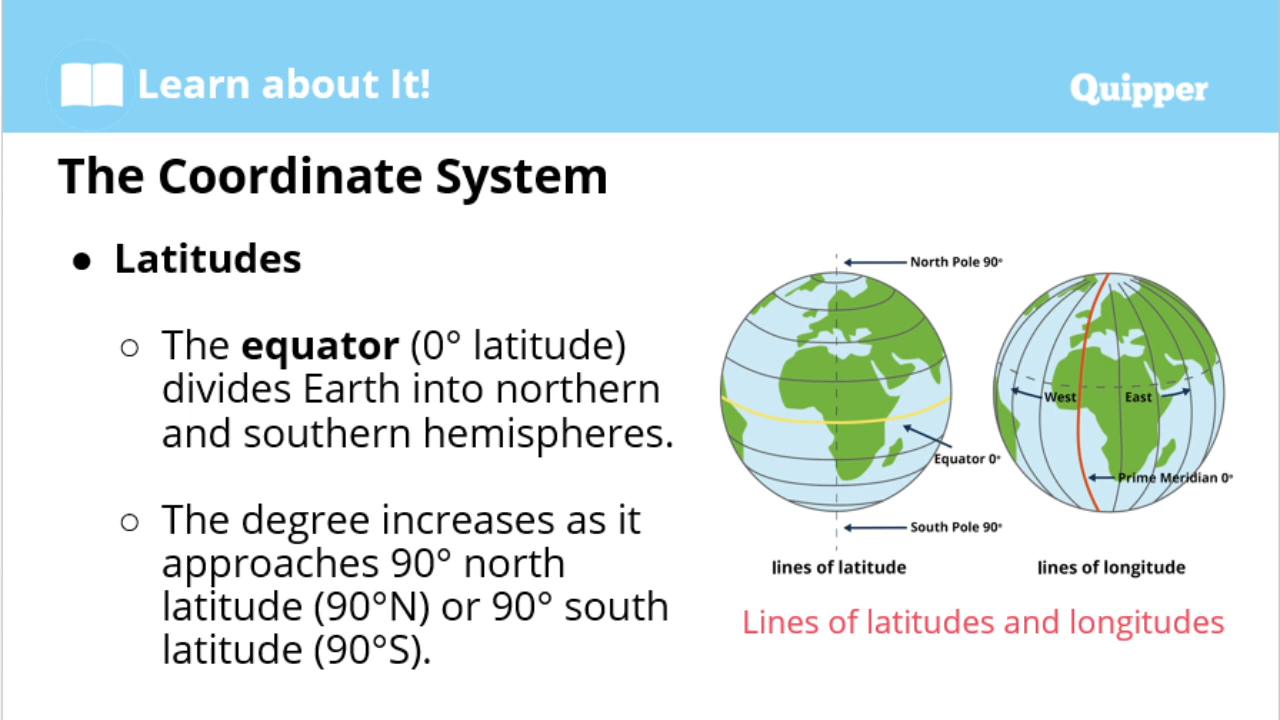 Learn about It!
Quipper
The Coordinate System
● Latitudes
○ The equator (0° latitude)
divides Earth into northern
and southern hemispheres.
○ The degree increases as it
approaches 90° north
latitude (90°N) or 90° south
latitude (90°S).
North Pole 90°
Equator 0°
South Pole 90°
lines of latitude
West
East
Prime Meridian 0°
lines of longitude
Lines of latitudes and longitudes